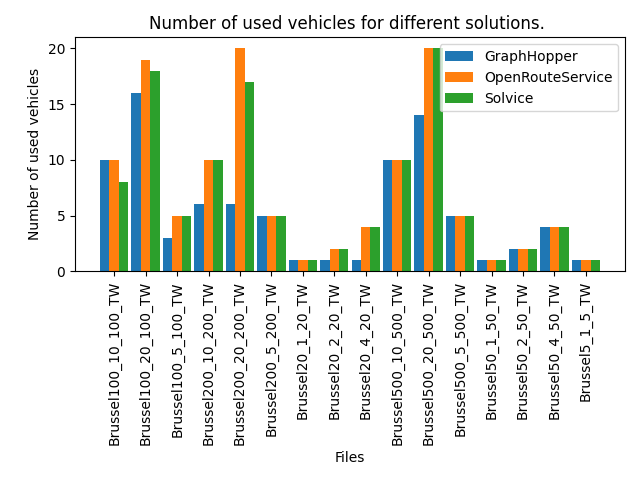 Number of used vehicles for different solutions.
GraphHopper
OpenRouteService
Solvice
Number of used vehicles
20
15
10
5
0
Brussel100_10_100_TW
Brussel100_20_100_TW
Brussel100_5_100_TW
Brussel200_10_200_TW
Brussel200_20_200_TW
Brussel200_5_200_TW
Brussel20_1_20_TW
Brussel20_2_20_TW
Brussel20_4_20_TW
Brussel500_10_500_TW
Brussel500_20_500_TW
Brussel500_5_500_TW
Brussel50_1_50_TW
Brussel50_2_50_TW
Brussel50_4_50_TW
Brussel5_1_5_TW
Files